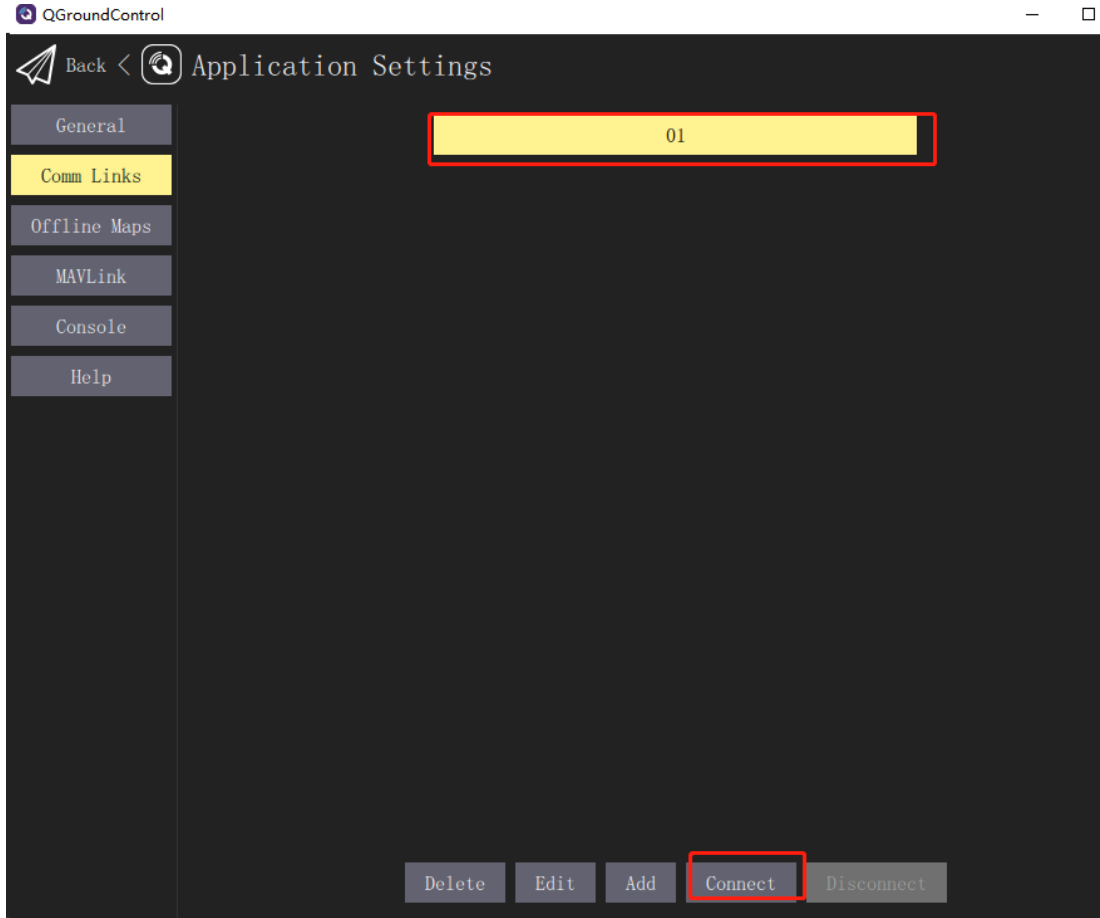 QGroundControl
Back < Application Settings
General
Comm Links
Offline Maps
MAVLink
Console
Help
01
Delete Edit Add Connect Disconnect